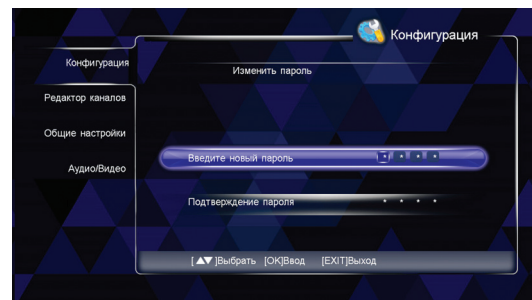 Конфигурация
Конфигурация
Изменить пароль
Редактор каналов
Общие настройки
Введите новый пароль
Аудио/Видео
Подтверждение пароля * * * *
[ ▲▼ ]Выбрать [OK]Ввод [EXIT]Выход